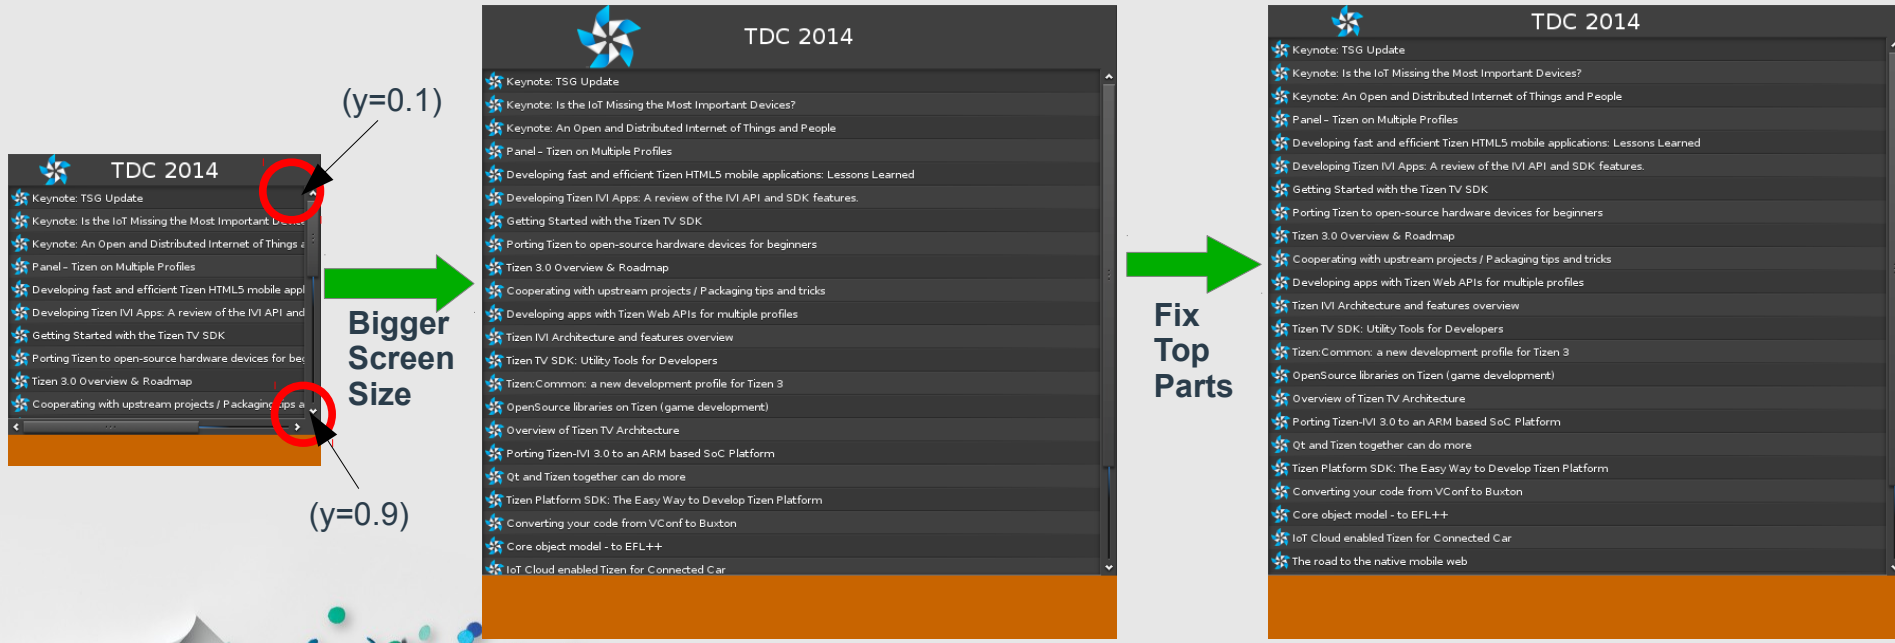 (y=0.1)
TDC 2014
Keynote: TSG Update
Keynote: Is the IoT Missing the Most Important
Keynote: An Open and Distributed Internet of Things a
Panel – Tizen on Multiple Profiles
Developing fast and efficient Tizen HTML5 mobile appl
Developing Tizen IVI Apps: A review of the IVI API and
Getting Started with the Tizen TV SDK
Porting Tizen to open-source hardware devices for beg
Tizen 3.0 Overview & Roadmap
Cooperating with upstream projects / Packaging tips a
(y=0.9)
Bigger
Screen
Size
TDC 2014
Keynote: TSG Update
Keynote: Is the IoT Missing the Most Important Devices?
Keynote: An Open and Distributed Internet of Things and People
Panel – Tizen on Multiple Profiles
Developing fast and efficient Tizen HTML5 mobile applications: Lessons Learned
Developing Tizen IVI Apps: A review of the IVI API and SDK features.
Getting Started with the Tizen TV SDK
Porting Tizen to open-source hardware devices for beginners
Tizen 3.0 Overview & Roadmap
Cooperating with upstream projects / Packaging tips and tricks
Developing apps with Tizen Web APIs for multiple profiles
Tizen IVI Architecture and features overview
Tizen TV SDK: Utility Tools for Developers
Tizen:Common: a new development profile for Tizen 3
OpenSource libraries on Tizen (game development)
Overview of Tizen TV Architecture
Porting Tizen-IVI 3.0 to an ARM based SoC Platform
Qt and Tizen together can do more
Tizen Platform SDK: The Easy Way to Develop Tizen Platform
Converting your code from VConf to Buxton
Core object model - to EFL++
IoT Cloud enabled Tizen for Connected Car
Fix
Top
Parts
TDC 2014
Keynote: TSG Update
Keynote: Is the IoT Missing the Most Important Devices?
Keynote: An Open and Distributed Internet of Things and People
Panel – Tizen on Multiple Profiles
Developing fast and efficient Tizen HTML5 mobile applications: Lessons Learned
Developing Tizen IVI Apps: A review of the IVI API and SDK features.
Getting Started with the Tizen TV SDK
Porting Tizen to open-source hardware devices for beginners
Tizen 3.0 Overview & Roadmap
Cooperating with upstream projects / Packaging tips and tricks
Developing apps with Tizen Web APIs for multiple profiles
Tizen IVI Architecture and features overview
Tizen TV SDK: Utility Tools for Developers
Tizen:Common: a new development profile for Tizen 3
OpenSource libraries on Tizen (game development)
Overview of Tizen TV Architecture
Porting Tizen-IVI 3.0 to an ARM based SoC Platform
Qt and Tizen together can do more
Tizen Platform SDK: The Easy Way to Develop Tizen Platform
Converting your code from VConf to Buxton
Core object model - to EFL++
IoT Cloud enabled Tizen for Connected Car
The road to the native mobile web